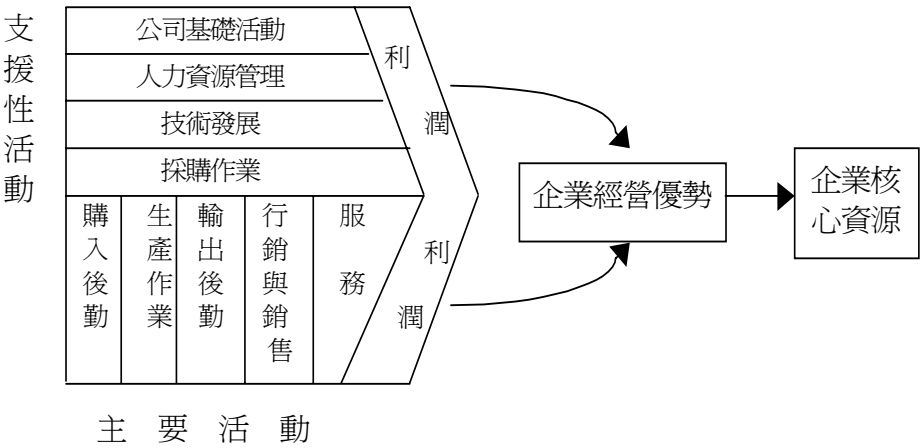 支援性活動
公司基礎活動
人力資源管理
技術發展
採購作業
利潤
購入後勤
生產作業
輸出後勤
行銷與銷售
服務
利潤
企業經營優勢
企業核
心資源
主要活動